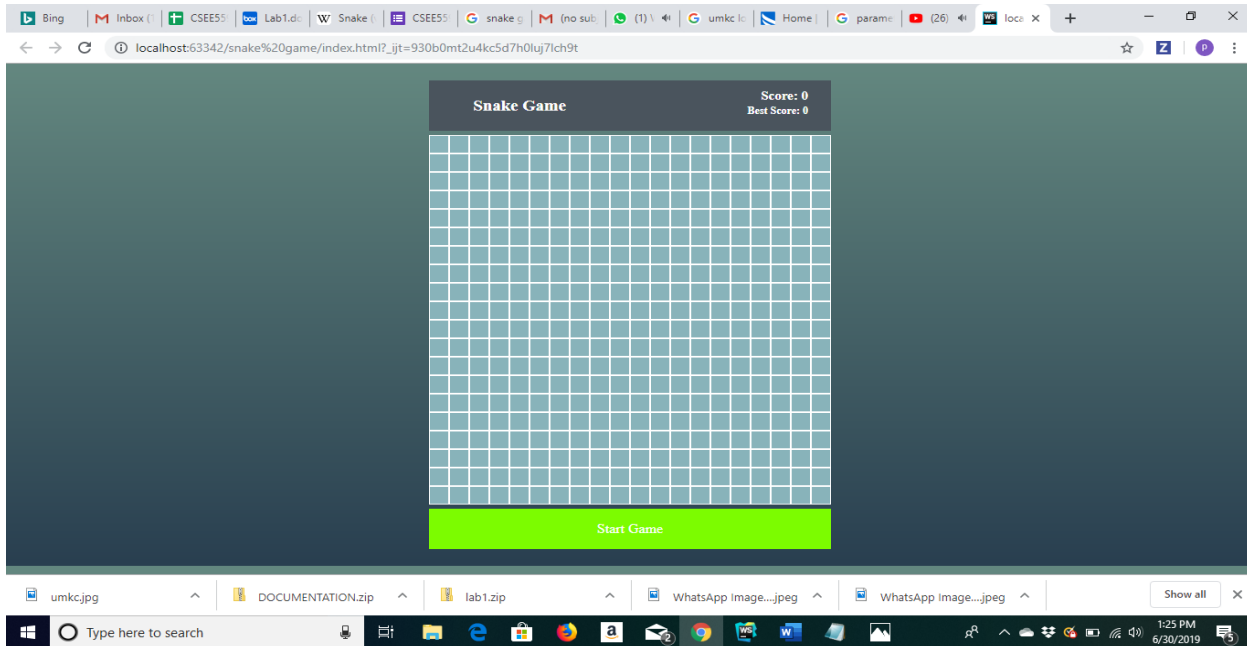 Bing
Inbox (1
CSEE55
Lab1.do
Snake (
CSEE55
snake g
(no sub
(1) \
umkc lo
Home |
parame
(26)
loca
localhost:63342/snake%20game/index.html?_ijt=930b0mt2u4kc5d7h0luj7lch9t
Z
P
Snake Game
Score: 0
Best Score: 0
Start Game
umkc.jpg
DOCUMENTATION.zip
lab1.zip
WhatsApp Image....jpeg
WhatsApp Image....jpeg
Show all
Type here to search
1:25 PM
6/30/2019